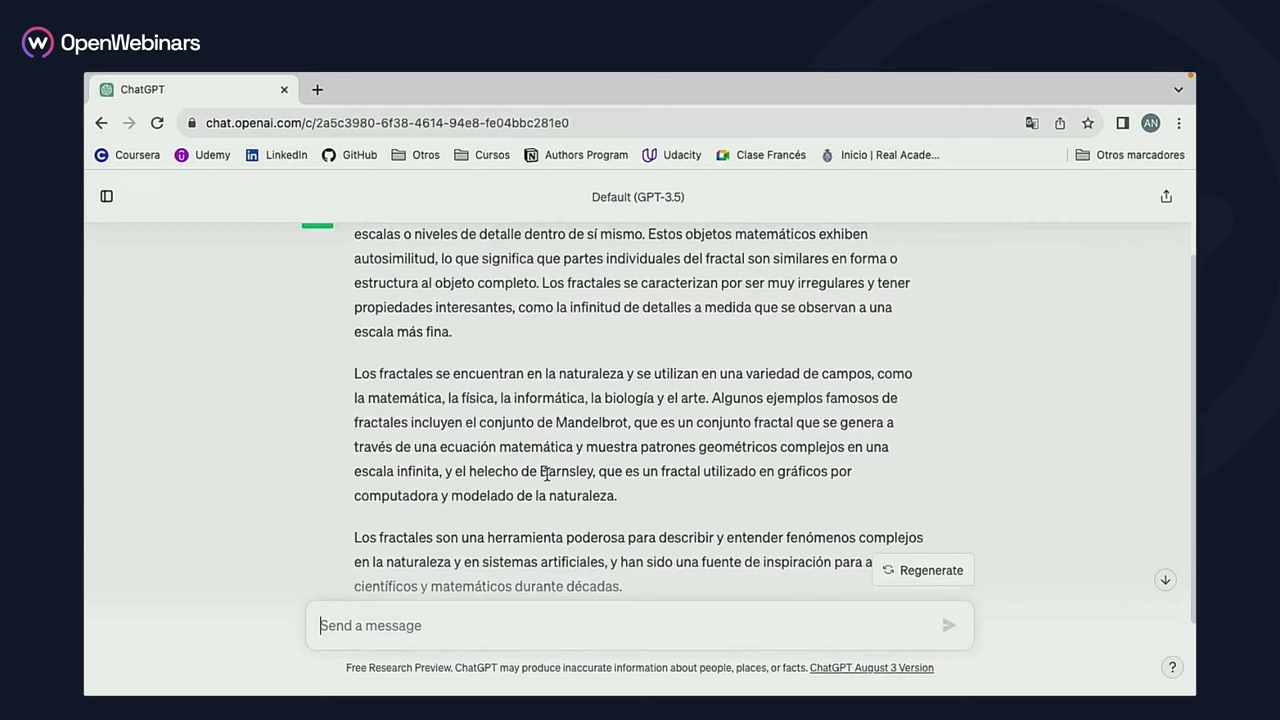 OpenWebinars
ChatGPT
chat.openai.com/c/2a5c3980-6f38-4614-94e8-fe04bbc281e0
AN
Coursera Udemy LinkedIn GitHub Otros Cursos Authors Program Udacity Clase Francés Inicio | Real Acade... Otros marcadores
Default (GPT-3.5)
escalas o niveles de detalle dentro de sí mismo. Estos objetos matemáticos exhiben
autosimilitud, lo que significa que partes individuales del fractal son similares en forma o
estructura al objeto completo. Los fractales se caracterizan por ser muy irregulares y tener
propiedades interesantes, como la infinitud de detalles a medida que se observan a una
escala más fina.
Los fractales se encuentran en la naturaleza y se utilizan en una variedad de campos, como
la matemática, la física, la informática, la biología y el arte. Algunos ejemplos famosos de
fractales incluyen el conjunto de Mandelbrot, que es un conjunto fractal que se genera a
través de una ecuación matemática y muestra patrones geométricos complejos en una
escala infinita, y el helecho de Barnsley, que es un fractal utilizado en gráficos por
computadora y modelado de la naturaleza.
Los fractales son una herramienta poderosa para describir y entender fenómenos complejos
en la naturaleza y en sistemas artificiales, y han sido una fuente de inspiración para a
Regenerate
científicos y matemáticos durante décadas.
Send a message
Free Research Preview. ChatGPT may produce inaccurate information about people, places, or facts. ChatGPT August 3 Version
?